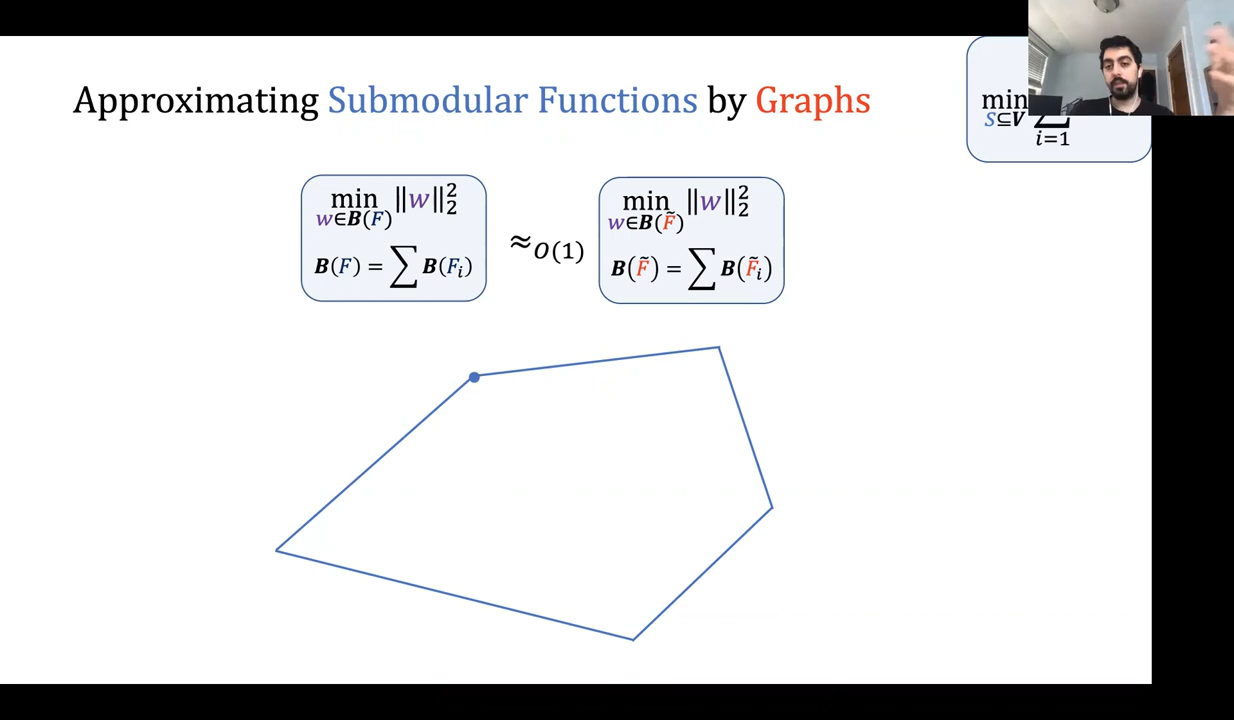 Approximating Submodular Functions by Graphs
min ∑
S⊆V i=1
min ‖w‖₂²
w∈B(F)
B(F) = ∑ B(Fᵢ)
≈O(1)
min ‖w‖₂²
w∈B(F̃)
B(F̃) = ∑ B(F̃ᵢ)